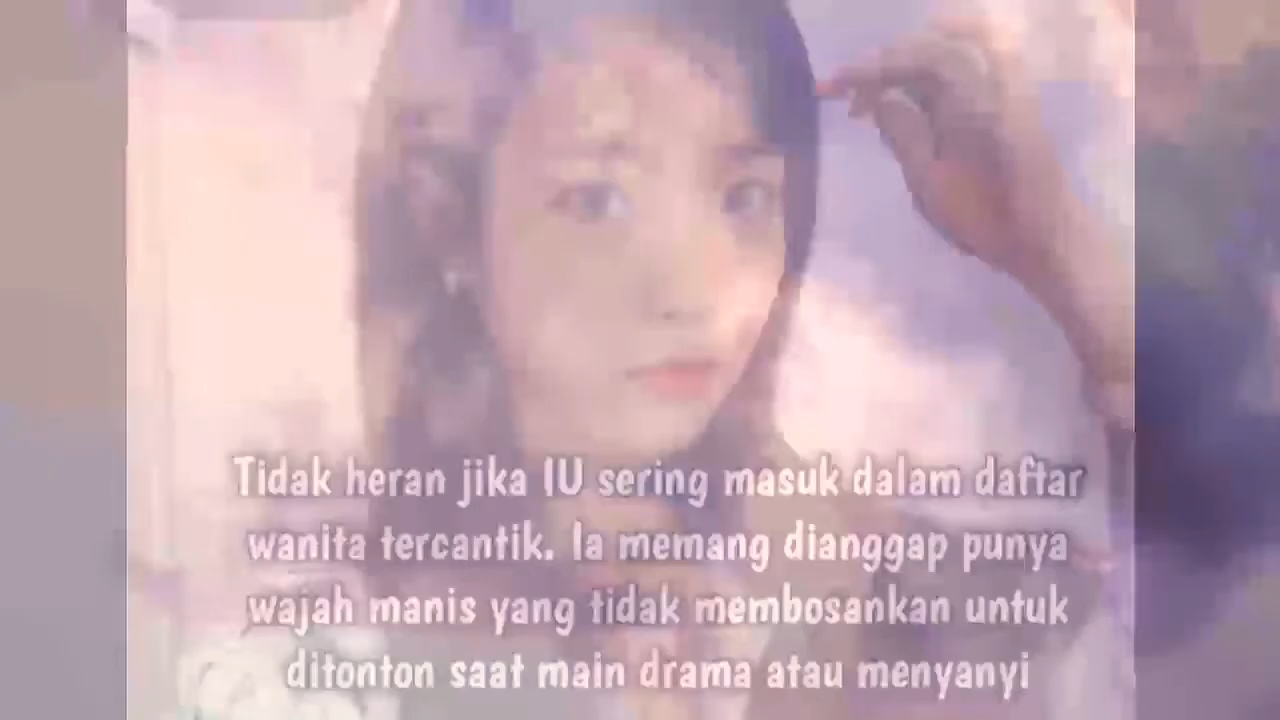 Tidak heran jika IU sering masuk dalam daftar
wanita tercantik. Ia memang dianggap punya
wajah manis yang tidak membosankan untuk
ditonton saat main drama atau menyanyi